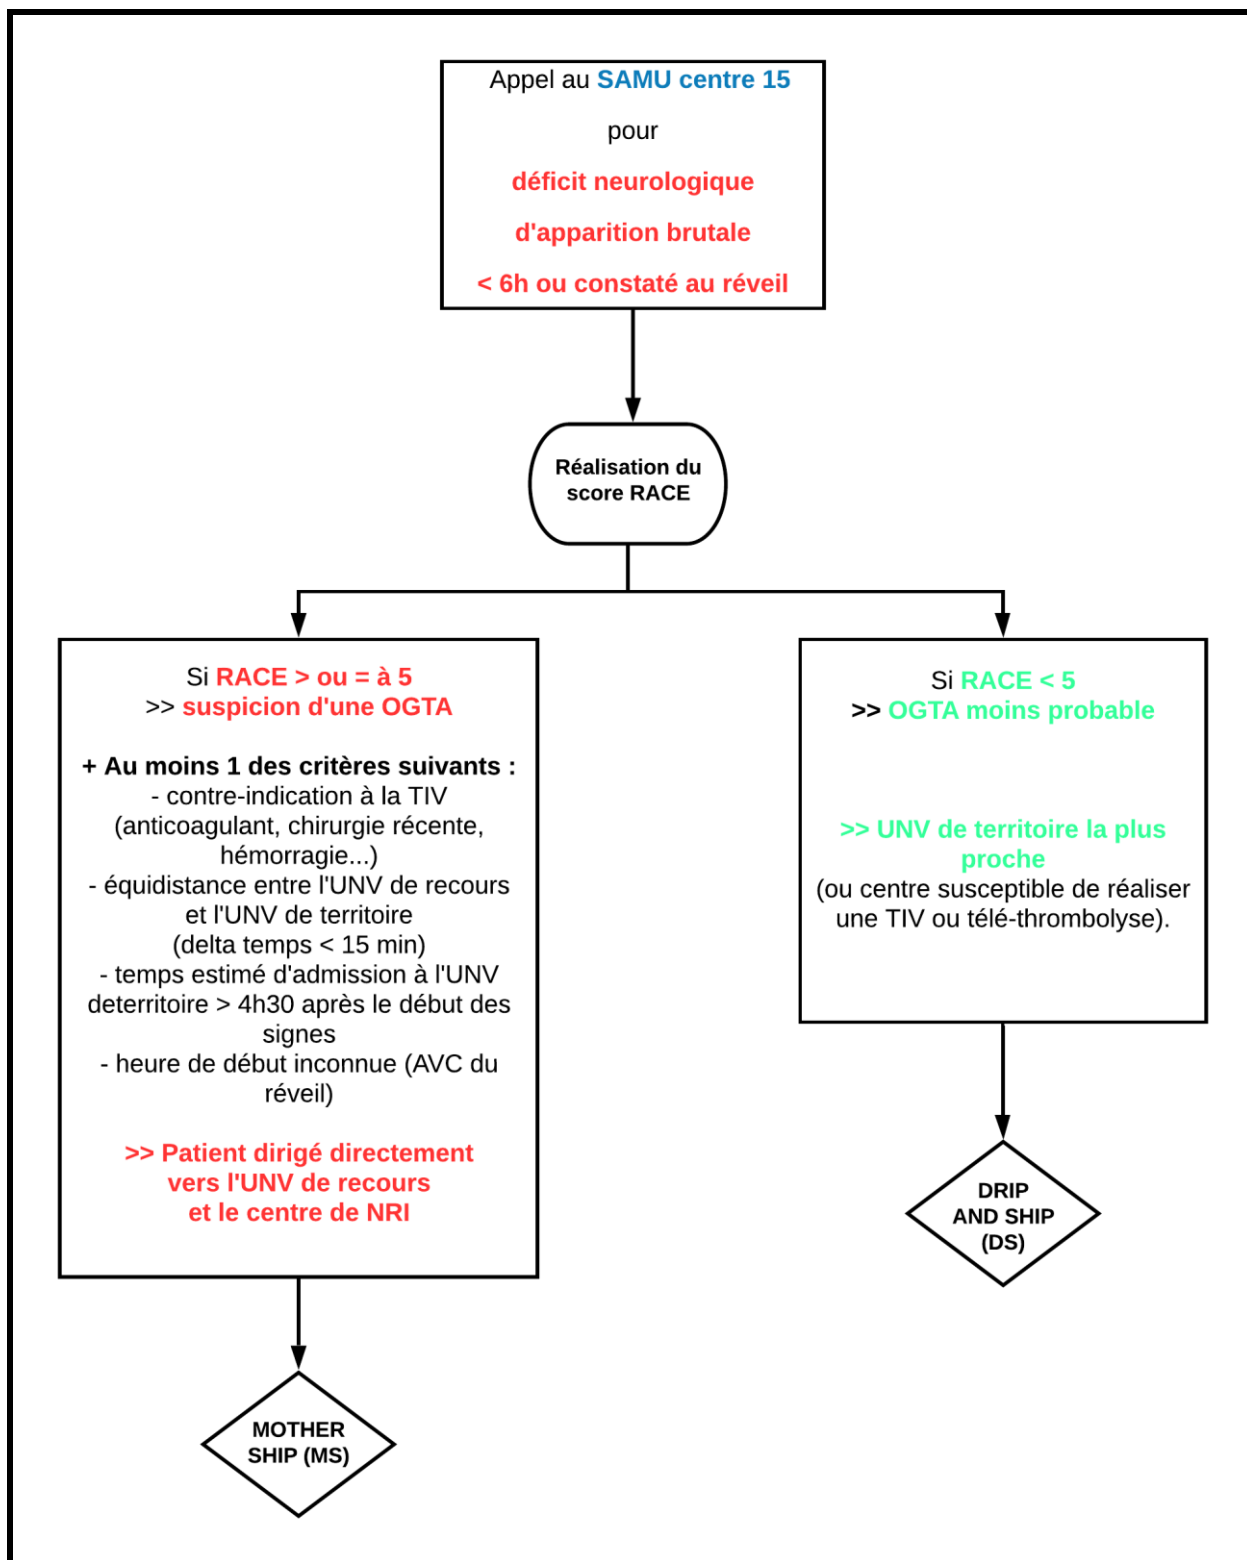 Appel au SAMU centre 15
pour
déficit neurologique
d'apparition brutale
< 6h ou constaté au réveil
Réalisation du
score RACE
Si RACE > ou = à 5
>> suspicion d'une OGTA
+ Au moins 1 des critères suivants :
- contre-indication à la TIV
(anticoagulant, chirurgie récente,
hémorragie...)
- équidistance entre l'UNV de recours
et l'UNV de territoire
(delta temps < 15 min)
- temps estimé d'admission à l'UNV
deterritoire > 4h30 après le début des
signes
- heure de début inconnue (AVC du
réveil)
>> Patient dirigé directement
vers l'UNV de recours
et le centre de NRI
MOTHER
SHIP (MS)
Si RACE < 5
>> OGTA moins probable
>> UNV de territoire la plus
proche
(ou centre susceptible de réaliser
une TIV ou télé-thrombolyse).
DRIP
AND SHIP
(DS)